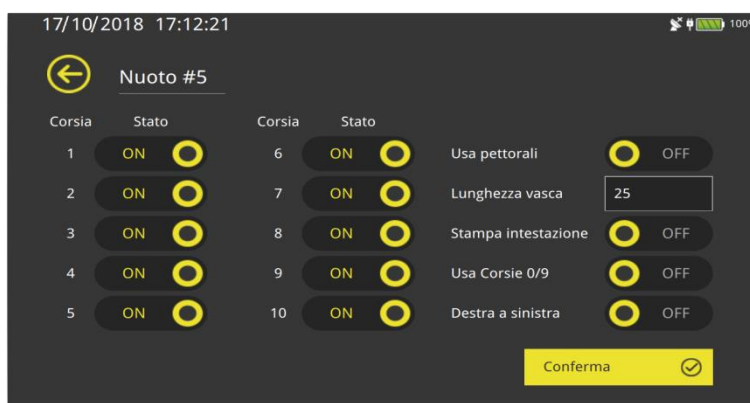 17/10/2018 17:12:21 100%
Nuoto #5
Corsia Stato Corsia Stato
1 ON 6 ON Usa pettorali OFF
2 ON 7 ON Lunghezza vasca 25
3 ON 8 ON Stampa intestazione OFF
4 ON 9 ON Usa Corsie 0/9 OFF
5 ON 10 ON Destra a sinistra OFF
Conferma